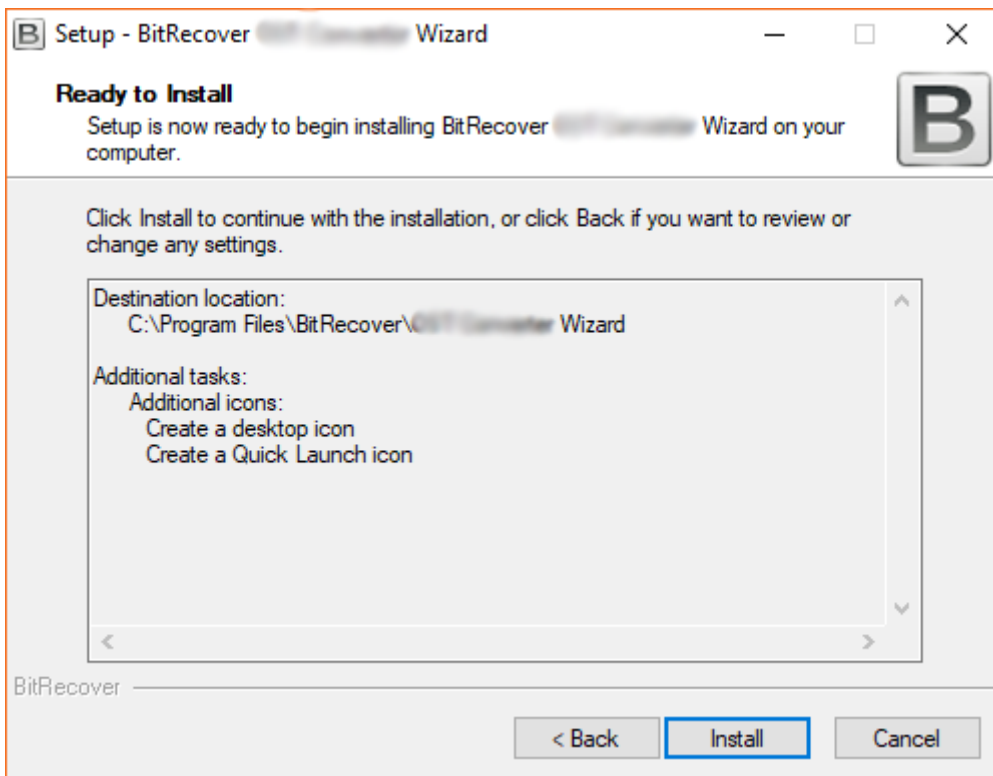 B Setup - BitRecover Wizard
Ready to Install
Setup is now ready to begin installing BitRecover Wizard on your
computer.
B
Click Install to continue with the installation, or click Back if you want to review or
change any settings.
Destination location:
C:\Program Files\BitRecover\ Wizard
Additional tasks:
Additional icons:
Create a desktop icon
Create a Quick Launch icon
BitRecover
< Back Install Cancel